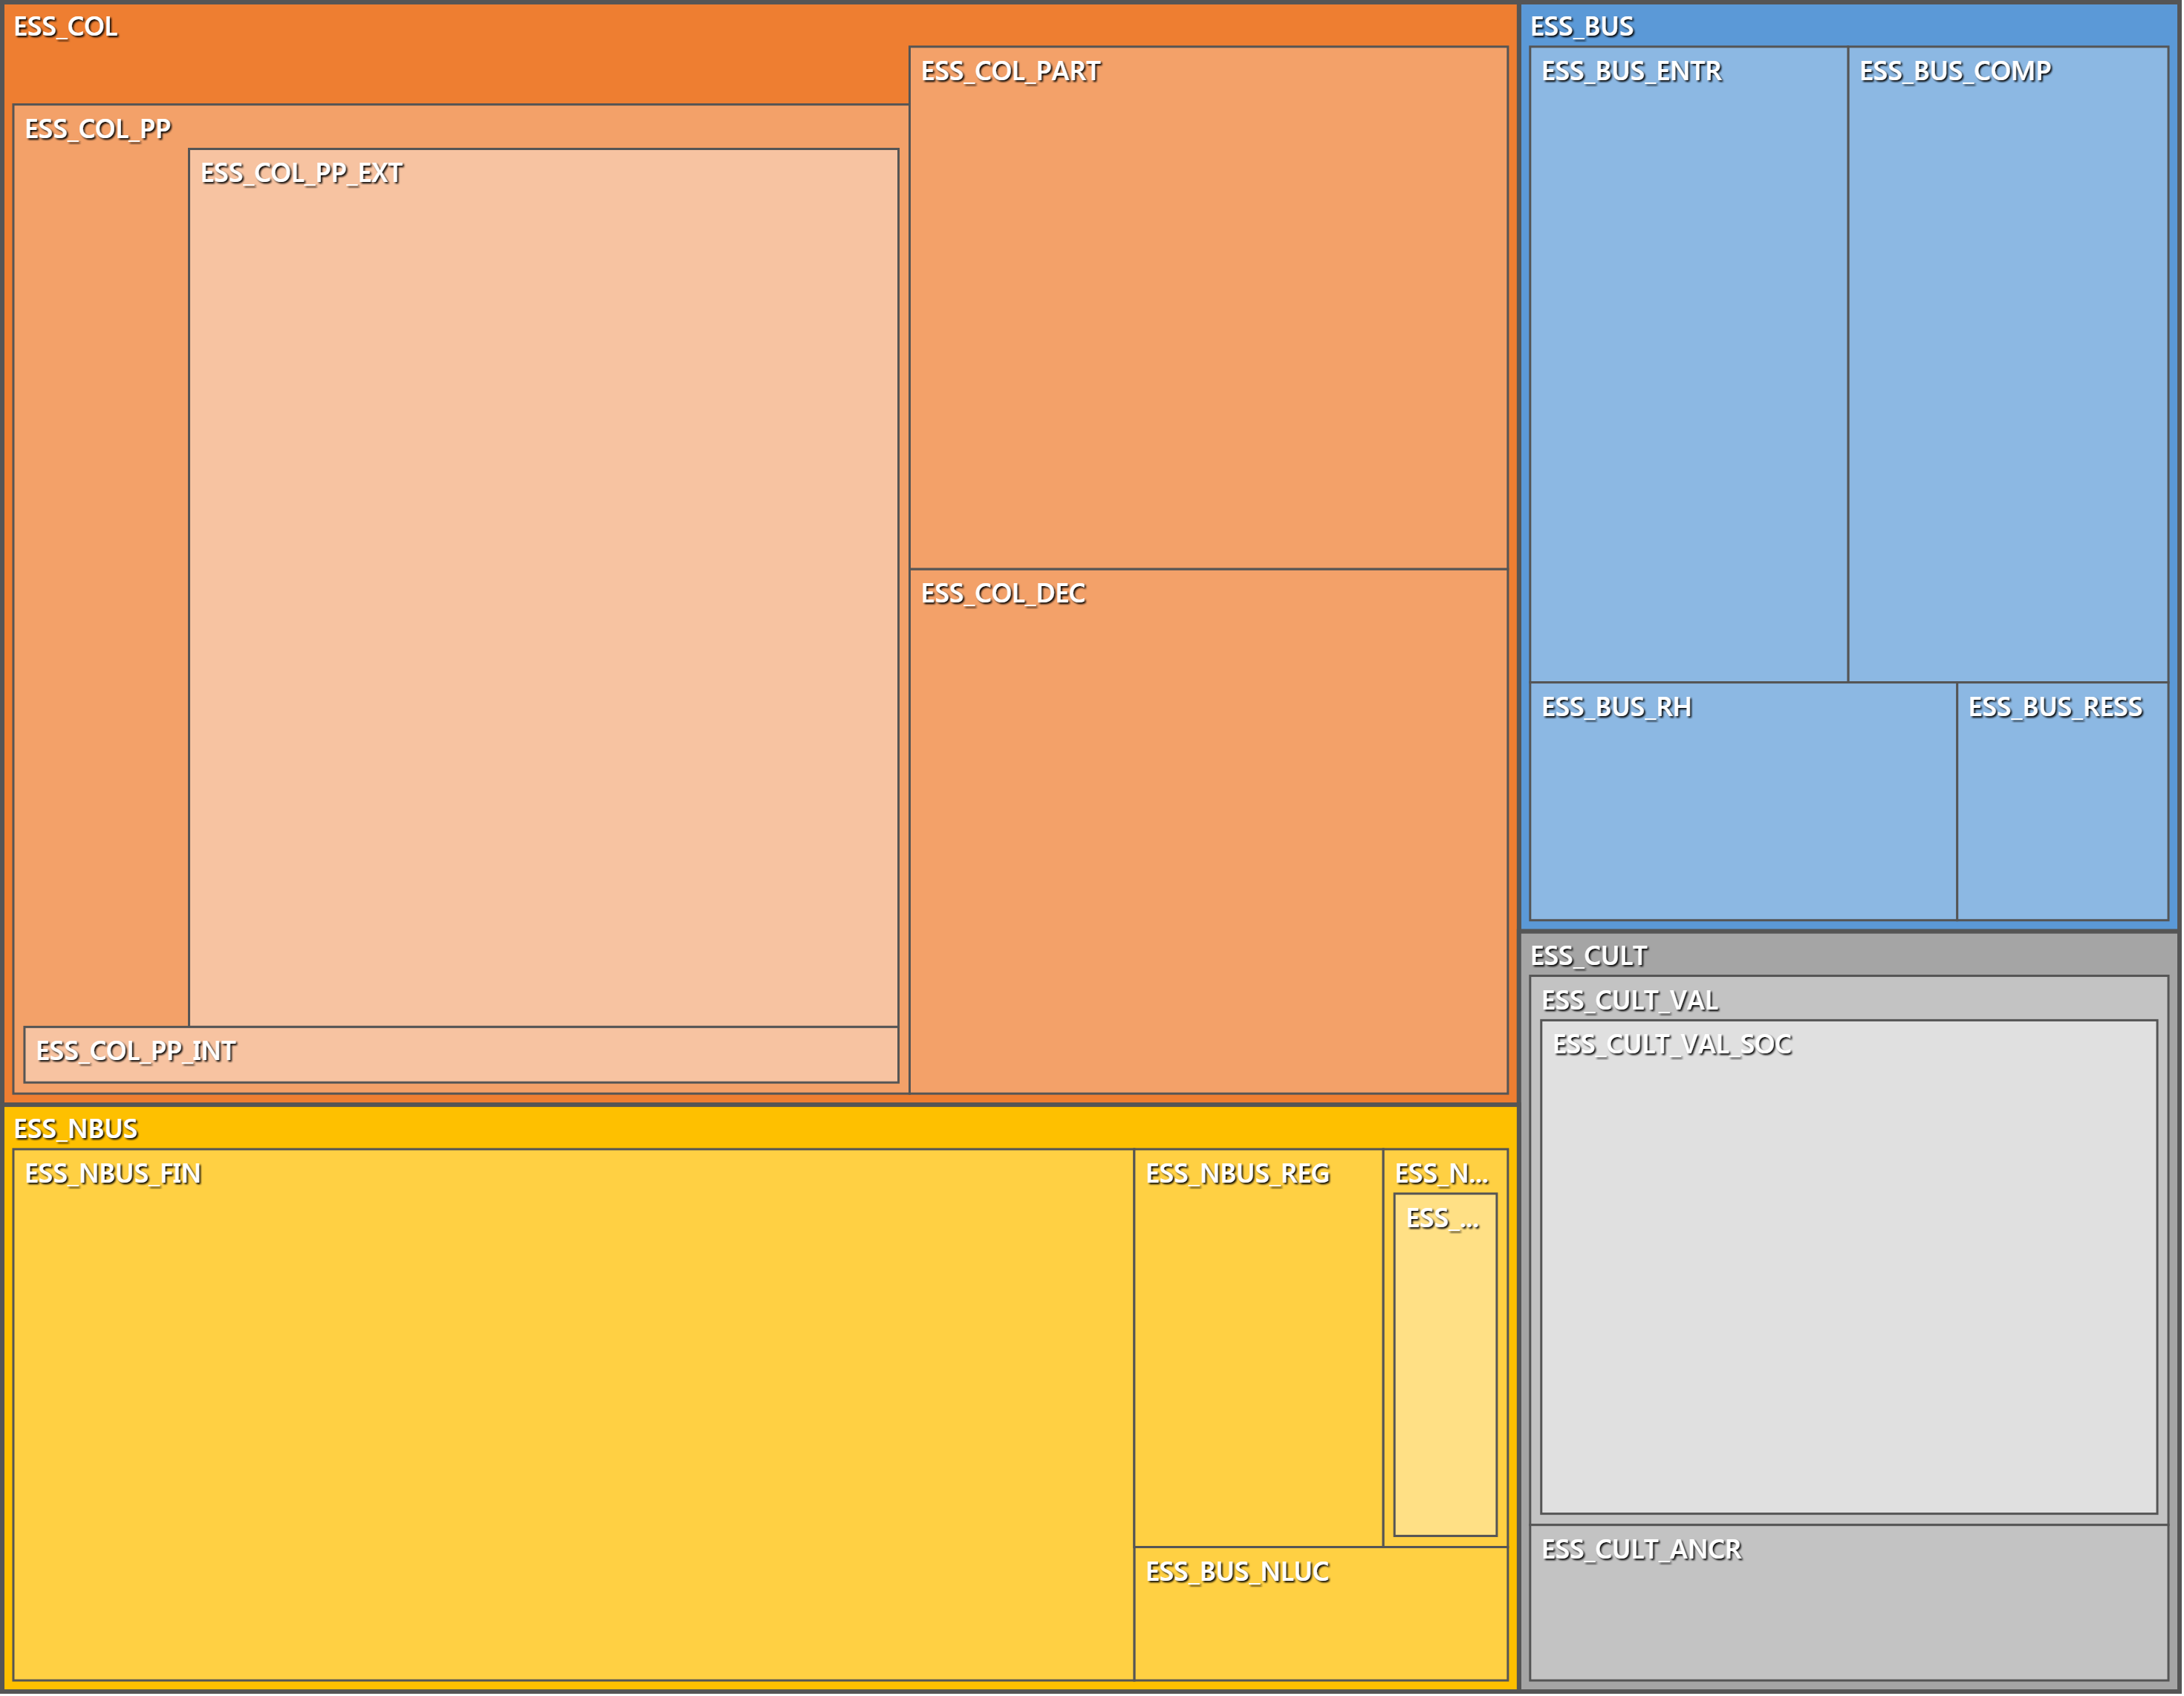 ESS_COL
ESS_COL_PART
ESS_COL_PP
ESS_COL_PP_EXT
ESS_COL_DEC
ESS_COL_PP_INT
ESS_BUS
ESS_BUS_ENTR
ESS_BUS_COMP
ESS_BUS_RH
ESS_BUS_RESS
ESS_NBUS
ESS_NBUS_FIN
ESS_NBUS_REG
ESS_N...
ESS_...
ESS_BUS_NLUC
ESS_CULT
ESS_CULT_VAL
ESS_CULT_VAL_SOC
ESS_CULT_ANCR